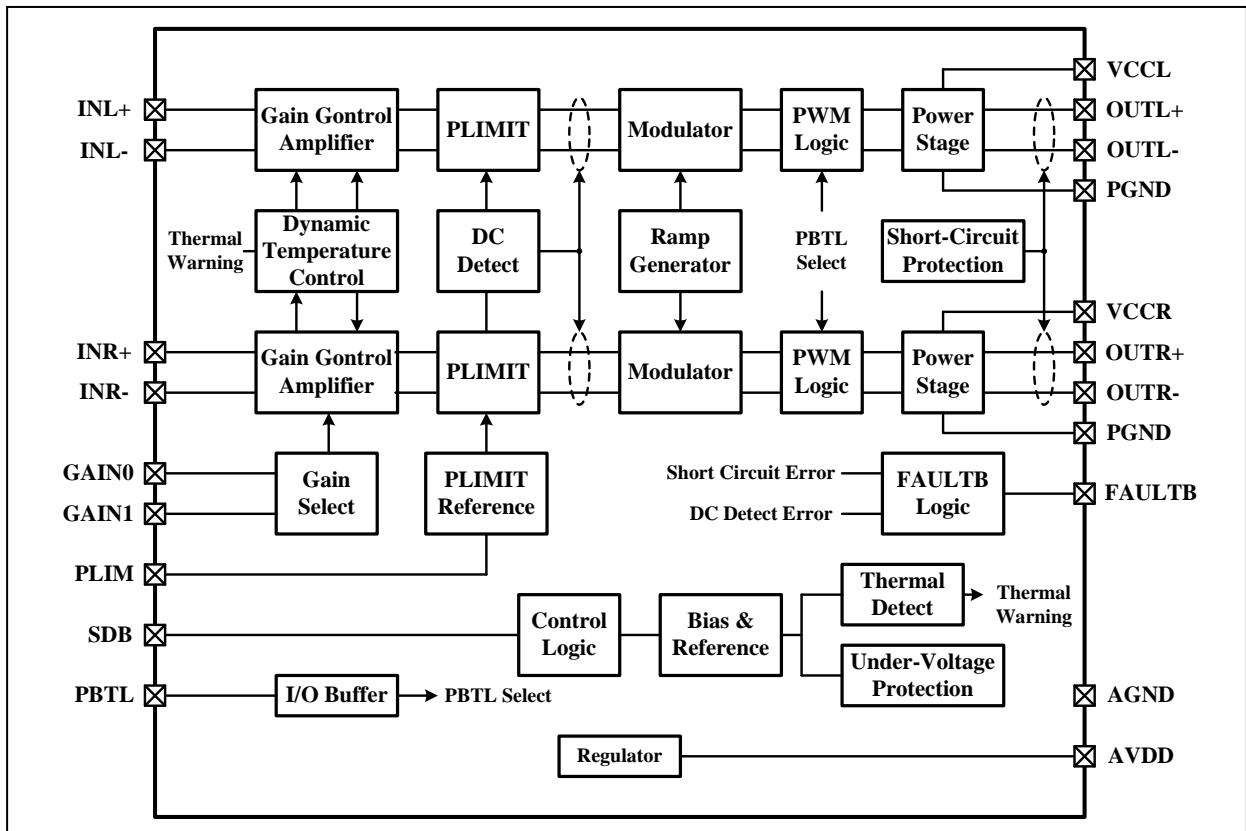 VCCL
INL+
Gain Gontrol
Amplifier
PLIMIT
Modulator
PWM
Logic
Power
Stage
OUTL+
INL-
OUTL-
PGND
Thermal
Warning
Dynamic
Temperature
Control
DC
Detect
Ramp
Generator
PBTL
Select
Short-Circuit
Protection
VCCR
INR+
Gain Gontrol
Amplifier
PLIMIT
Modulator
PWM
Logic
Power
Stage
OUTR+
INR-
OUTR-
PGND
GAIN0
GAIN1
Gain
Select
PLIMIT
Reference
Short Circuit Error
DC Detect Error
FAULTB
Logic
FAULTB
PLIM
SDB
Control
Logic
Bias &
Reference
Thermal
Detect
Thermal
Warning
Under-Voltage
Protection
PBTL
I/O Buffer
PBTL Select
AGND
Regulator
AVDD